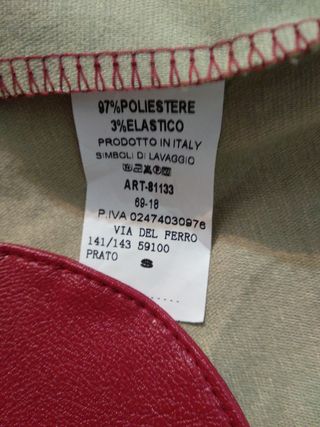 97%POLIESTERE
3%ELASTICO
PRODOTTO IN ITALY
SIMBOLI DI LAVAGGIO
ART-81133
69-18
P.IVA 02474030976
VIA DEL FERRO
141/143 59100
PRATO S